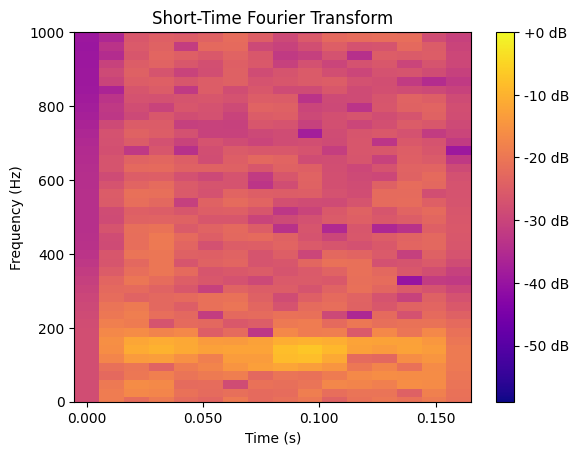 Short-Time Fourier Transform
1000
800
600
400
200
0
Frequency (Hz)
0.000
0.050
0.100
0.150
Time (s)
+0 dB
-10 dB
-20 dB
-30 dB
-40 dB
-50 dB